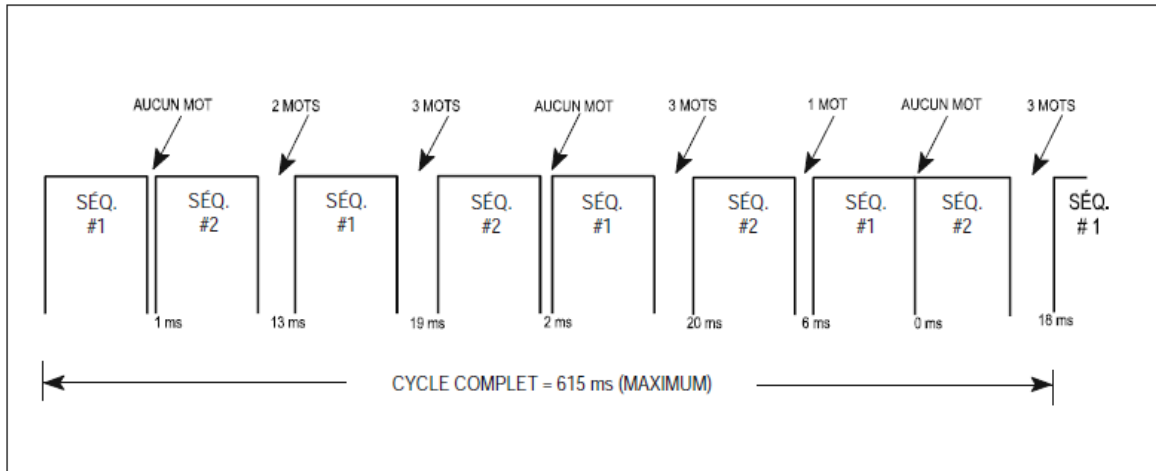 AUCUN MOT 2 MOTS 3 MOTS AUCUN MOT 3 MOTS 1 MOT AUCUN MOT 3 MOTS
SÉQ. SÉQ. SÉQ. SÉQ. SÉQ. SÉQ. SÉQ. SÉQ. SÉQ.
#1 #2 #1 #2 #1 #2 #1 #2 # 1
1 ms 13 ms 19 ms 2 ms 20 ms 6 ms 0 ms 18 ms
CYCLE COMPLET = 615 ms (MAXIMUM)